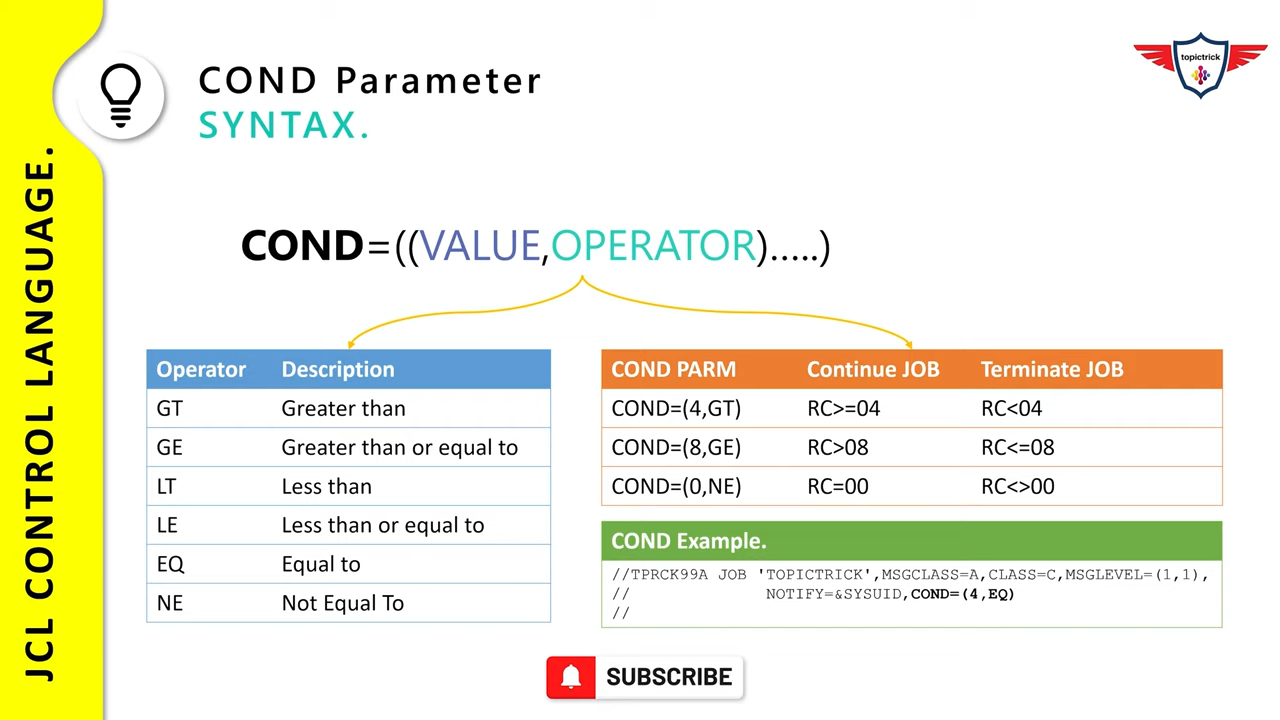 JCL CONTROL LANGUAGE.
COND Parameter
SYNTAX.
topictrick
COND=((VALUE,OPERATOR).....)
Operator Description
GT Greater than
GE Greater than or equal to
LT Less than
LE Less than or equal to
EQ Equal to
NE Not Equal To
COND PARM Continue JOB Terminate JOB
COND=(4,GT) RC>=04 RC<04
COND=(8,GE) RC>08 RC<=08
COND=(0,NE) RC=00 RC<>00
COND Example.
//TPRCK99A JOB 'TOPICTRICK',MSGCLASS=A,CLASS=C,MSGLEVEL=(1,1),
// NOTIFY=&SYSUID,COND=(4,EQ)
//
SUBSCRIBE